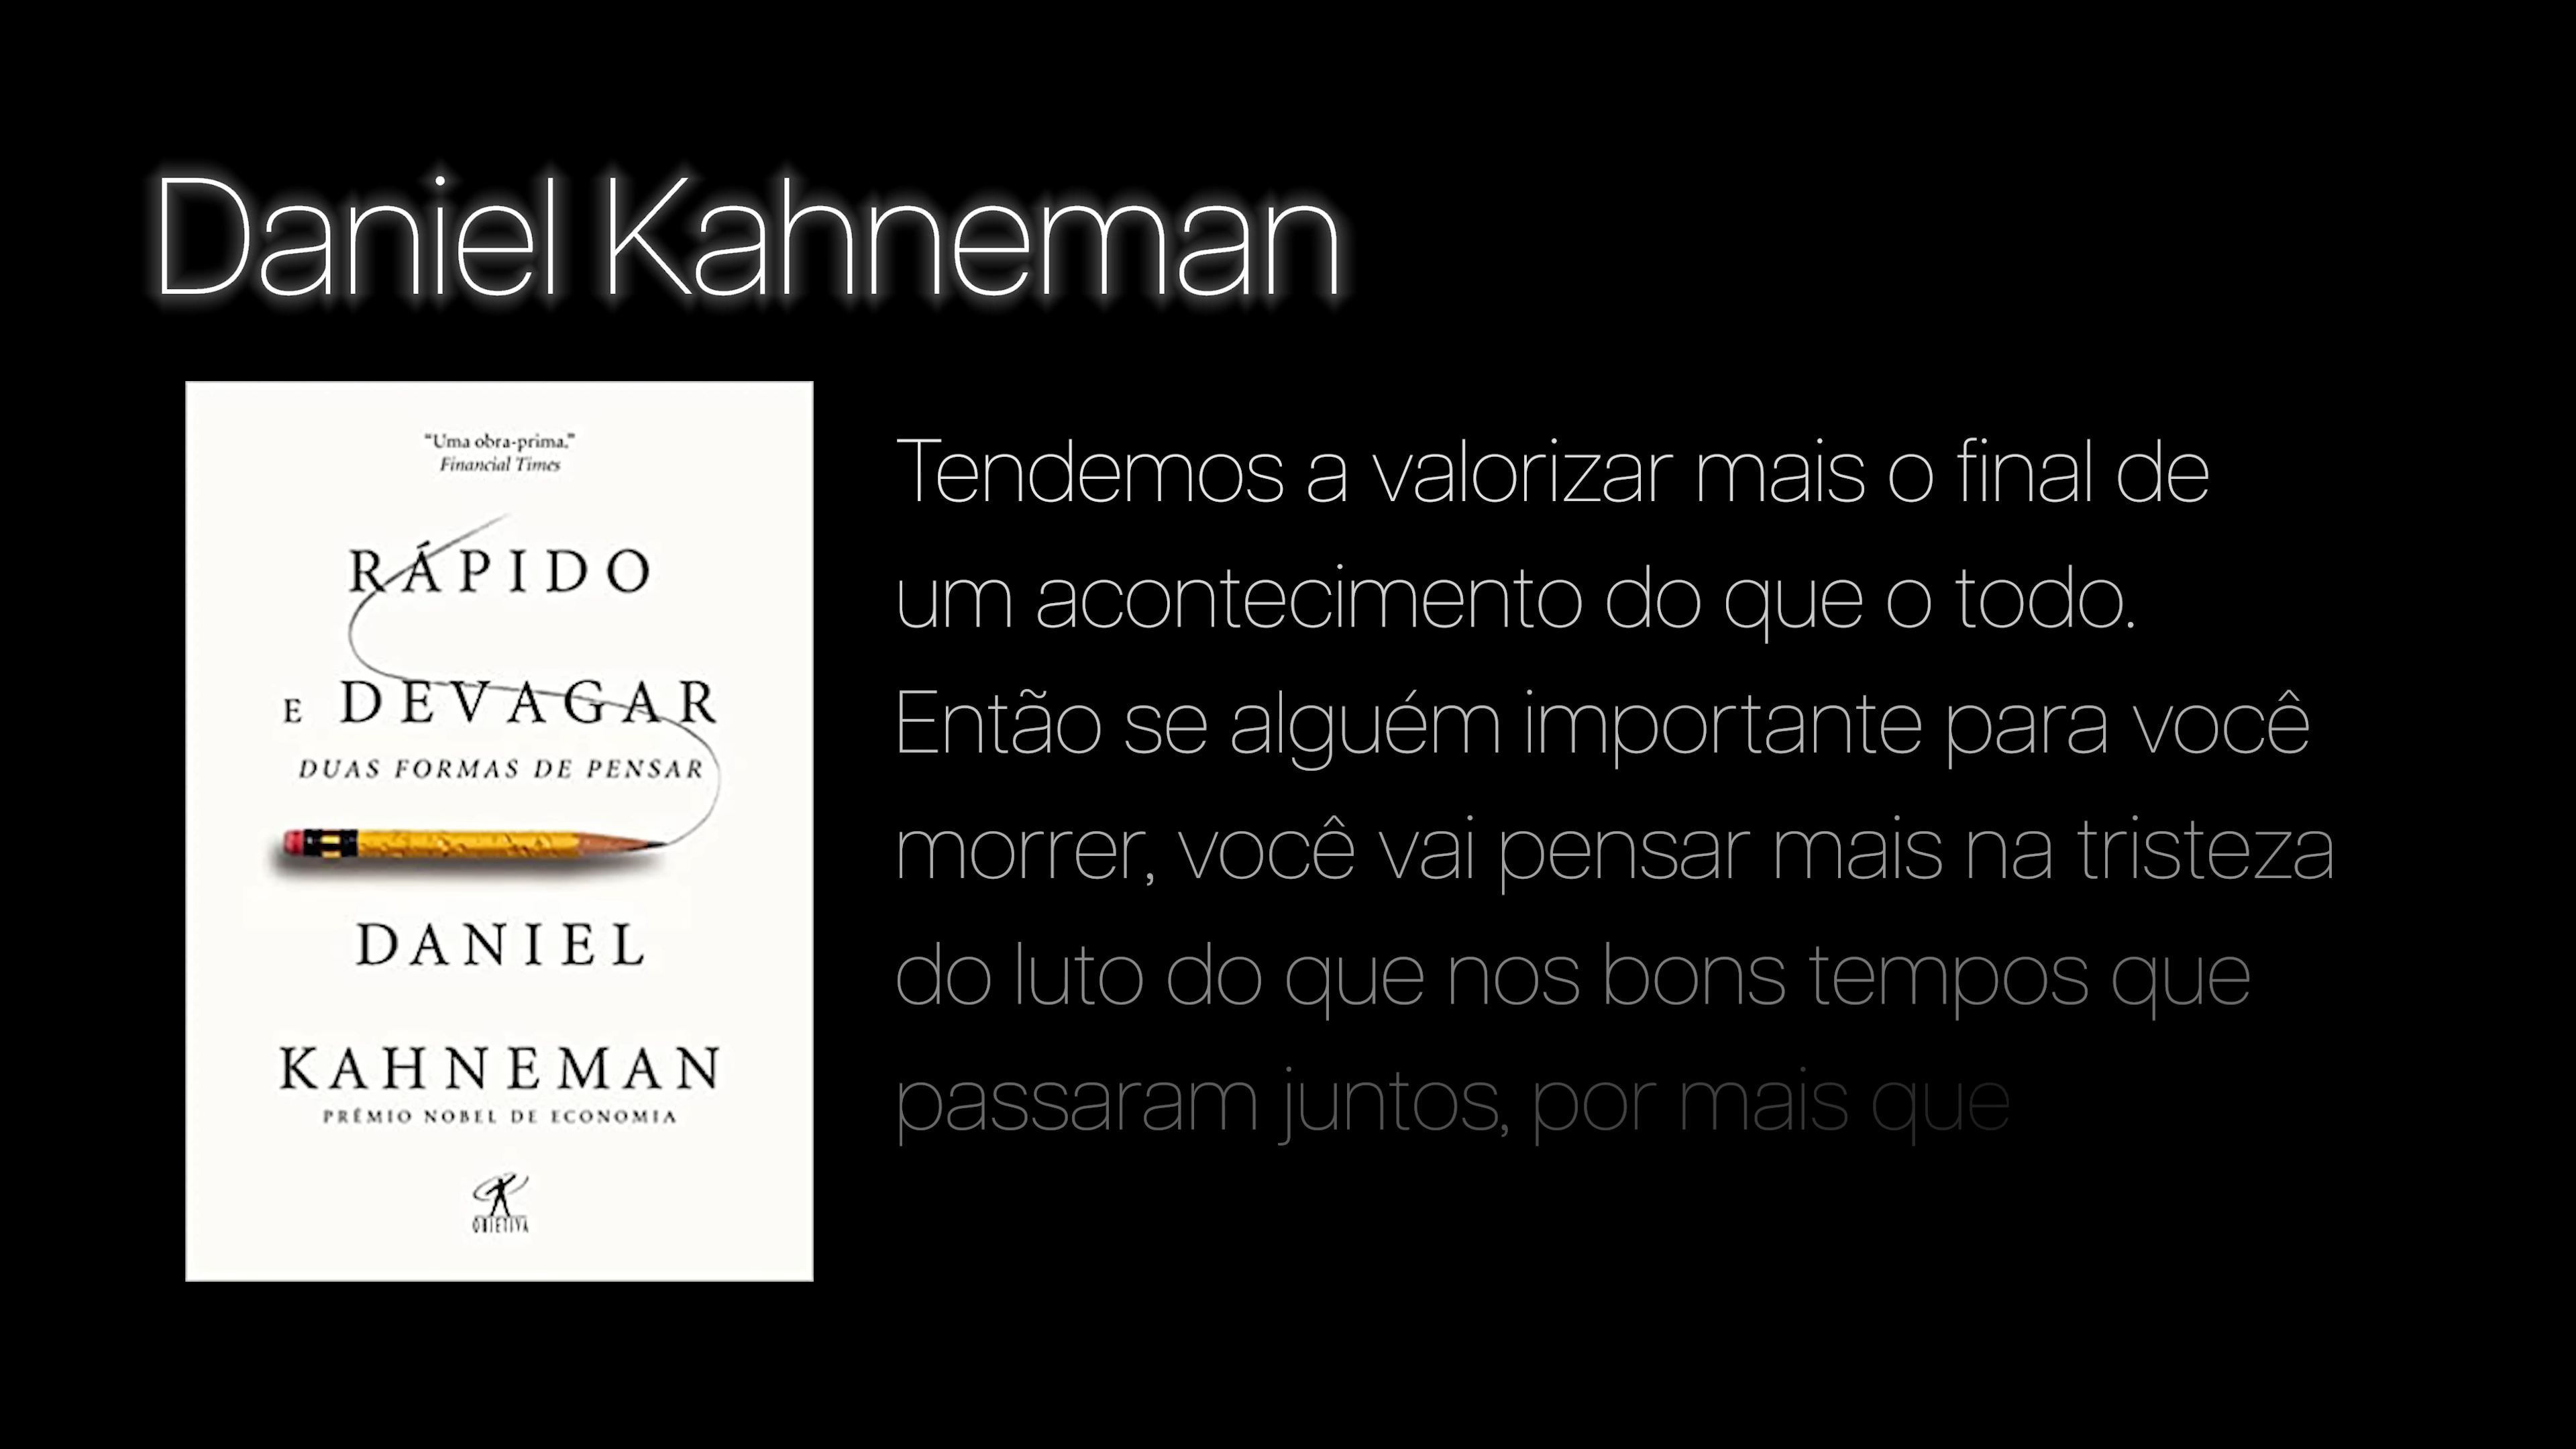 Daniel Kahneman
“Uma obra-prima.”
Financial Times
RÁPIDO
E DEVAGAR
DUAS FORMAS DE PENSAR
DANIEL
KAHNEMAN
PRÊMIO NOBEL DE ECONOMIA
OBJETIVA
Tendemos a valorizar mais o final de
um acontecimento do que o todo.
Então se alguém importante para você
morrer, você vai pensar mais na tristeza
do luto do que nos bons tempos que
passaram juntos, por mais que